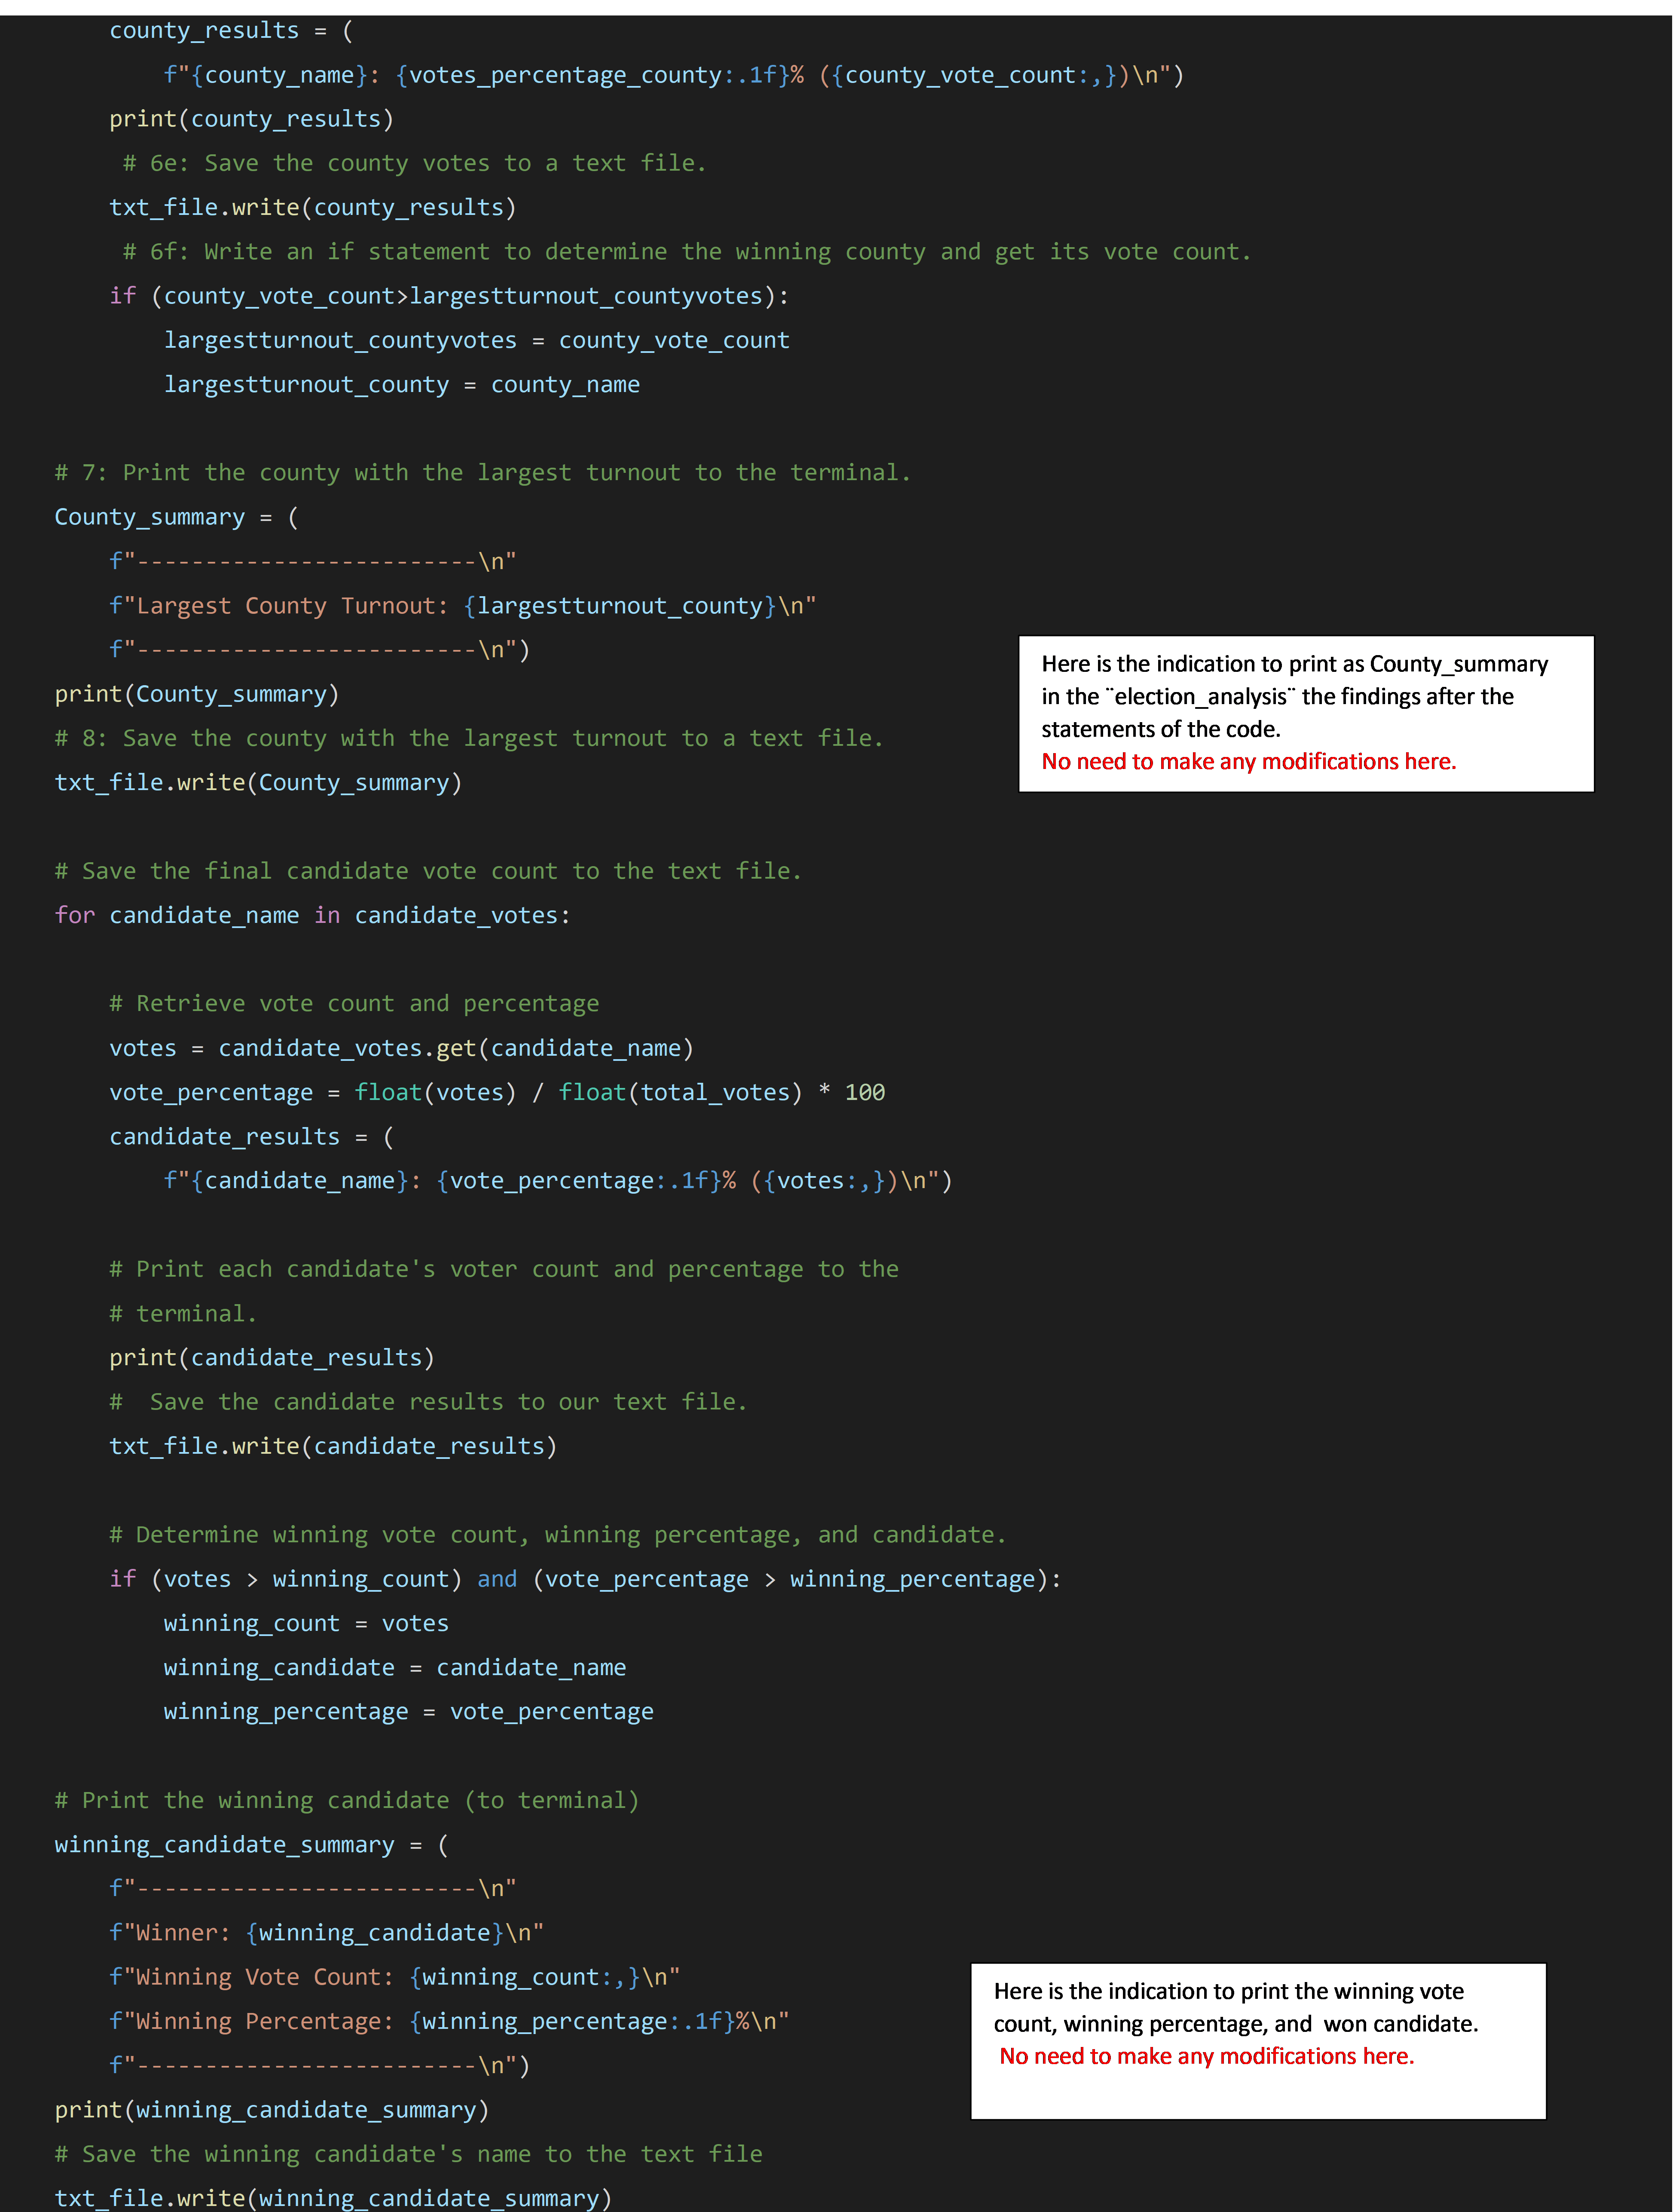 county_results = (
f"{county_name}: {votes_percentage_county:.1f}% ({county_vote_count:,})\n")
print(county_results)
# 6e: Save the county votes to a text file.
txt_file.write(county_results)
# 6f: Write an if statement to determine the winning county and get its vote count.
if (county_vote_count>largestturnout_countyvotes):
largestturnout_countyvotes = county_vote_count
largestturnout_county = county_name
# 7: Print the county with the largest turnout to the terminal.
County_summary = (
f"-------------------------\n"
f"Largest County Turnout: {largestturnout_county}\n"
f"-------------------------\n")
print(County_summary)
# 8: Save the county with the largest turnout to a text file.
txt_file.write(County_summary)
Here is the indication to print as County_summary
in the ¨election_analysis¨ the findings after the
statements of the code.
No need to make any modifications here.
# Save the final candidate vote count to the text file.
for candidate_name in candidate_votes:
# Retrieve vote count and percentage
votes = candidate_votes.get(candidate_name)
vote_percentage = float(votes) / float(total_votes) * 100
candidate_results = (
f"{candidate_name}: {vote_percentage:.1f}% ({votes:,})\n")
# Print each candidate's voter count and percentage to the
# terminal.
print(candidate_results)
#  Save the candidate results to our text file.
txt_file.write(candidate_results)
# Determine winning vote count, winning percentage, and candidate.
if (votes > winning_count) and (vote_percentage > winning_percentage):
winning_count = votes
winning_candidate = candidate_name
winning_percentage = vote_percentage
# Print the winning candidate (to terminal)
winning_candidate_summary = (
f"-------------------------\n"
f"Winner: {winning_candidate}\n"
f"Winning Vote Count: {winning_count:,}\n"
f"Winning Percentage: {winning_percentage:.1f}%\n"
f"-------------------------\n")
print(winning_candidate_summary)
# Save the winning candidate's name to the text file
txt_file.write(winning_candidate_summary)
Here is the indication to print the winning vote
count, winning percentage, and  won candidate.
No need to make any modifications here.